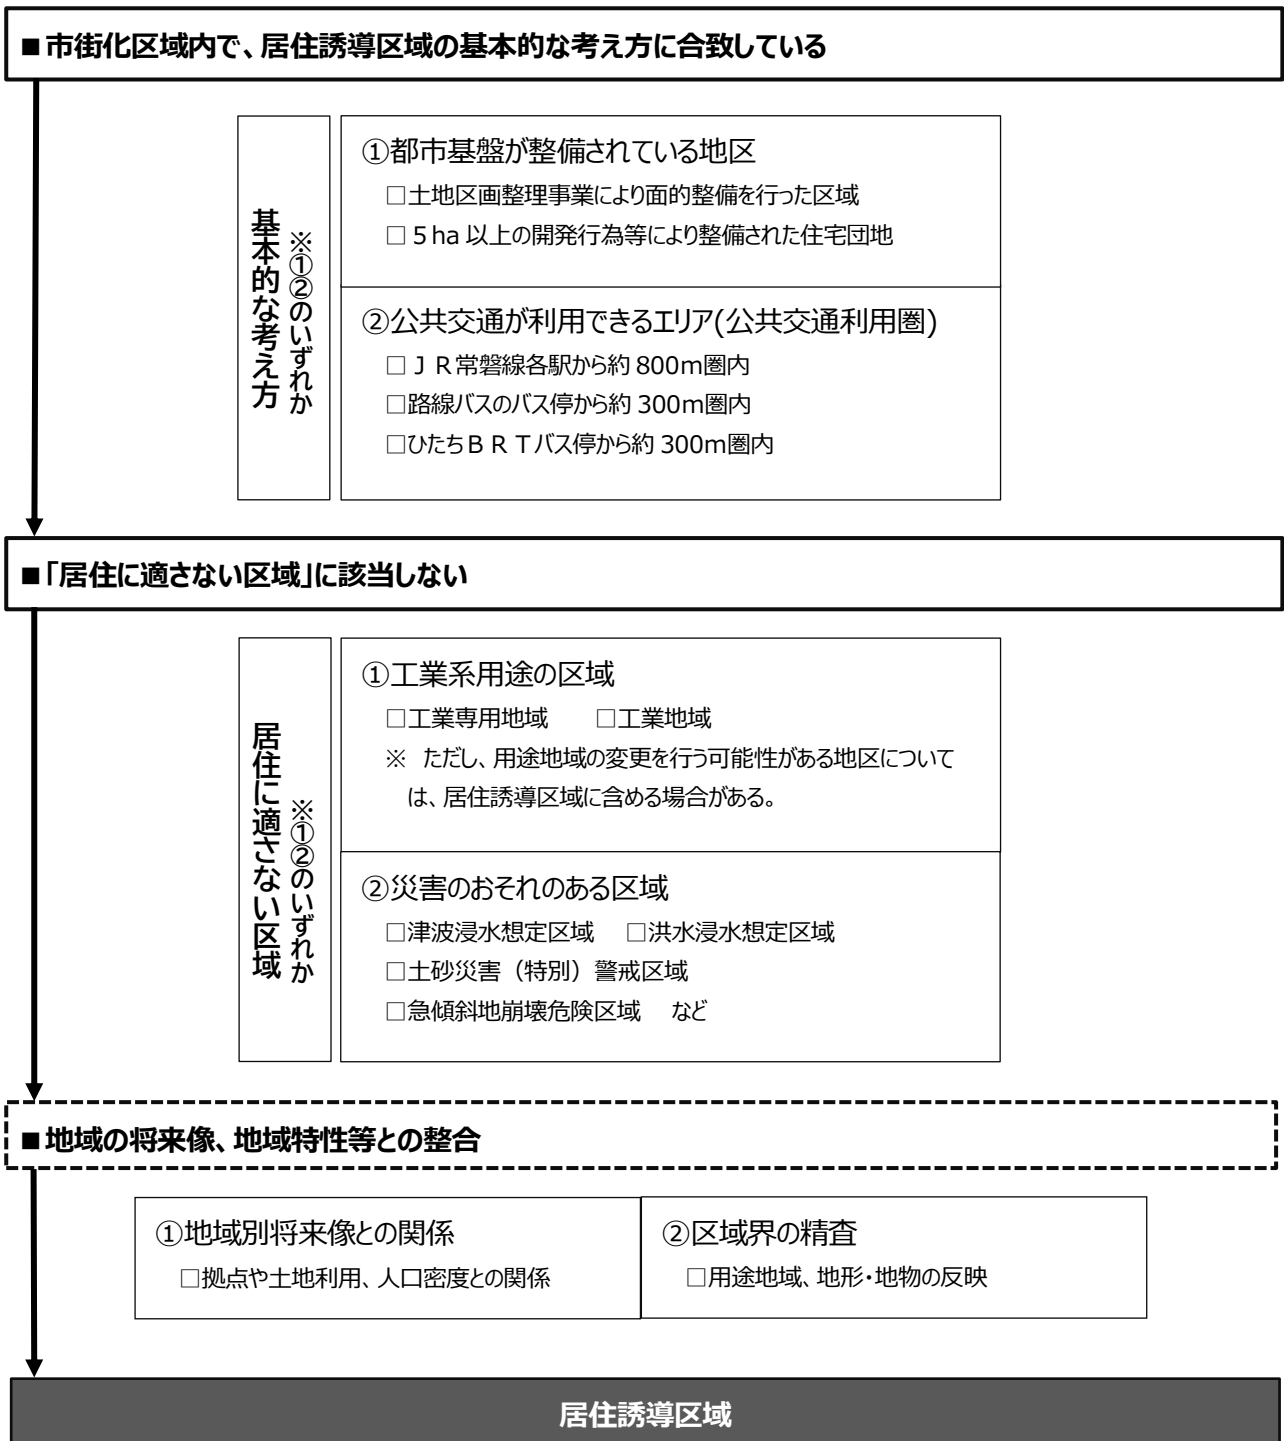 ■市街化区域内で、居住誘導区域の基本的な考え方に合致している
基本的な考え方
※①②のいずれか
①都市基盤が整備されている地区
□土地区画整理事業により面的整備を行った区域
□５ha 以上の開発行為等により整備された住宅団地
②公共交通が利用できるエリア(公共交通利用圏)
□ＪＲ常磐線各駅から約 800ｍ圏内
□路線バスのバス停から約 300ｍ圏内
□ひたちＢＲＴバス停から約 300ｍ圏内
■「居住に適さない区域」に該当しない
居住に適さない区域
※①②のいずれか
①工業系用途の区域
□工業専用地域　　□工業地域
※　ただし、用途地域の変更を行う可能性がある地区について
は、居住誘導区域に含める場合がある。
②災害のおそれのある区域
□津波浸水想定区域　□洪水浸水想定区域
□土砂災害（特別）警戒区域
□急傾斜地崩壊危険区域　など
■地域の将来像、地域特性等との整合
①地域別将来像との関係
□拠点や土地利用、人口密度との関係
②区域界の精査
□用途地域、地形・地物の反映
居住誘導区域